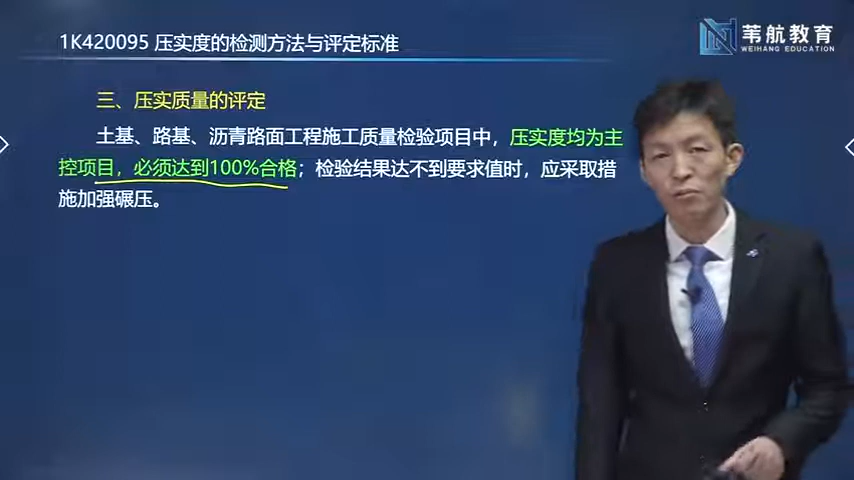 1K420095 压实度的检测方法与评定标准
苇航教育
WEIHANG EDUCATION
三、压实质量的评定
土基、路基、沥青路面工程施工质量检验项目中，压实度均为主
控项目，必须达到100%合格；检验结果达不到要求值时，应采取措
施加强碾压。